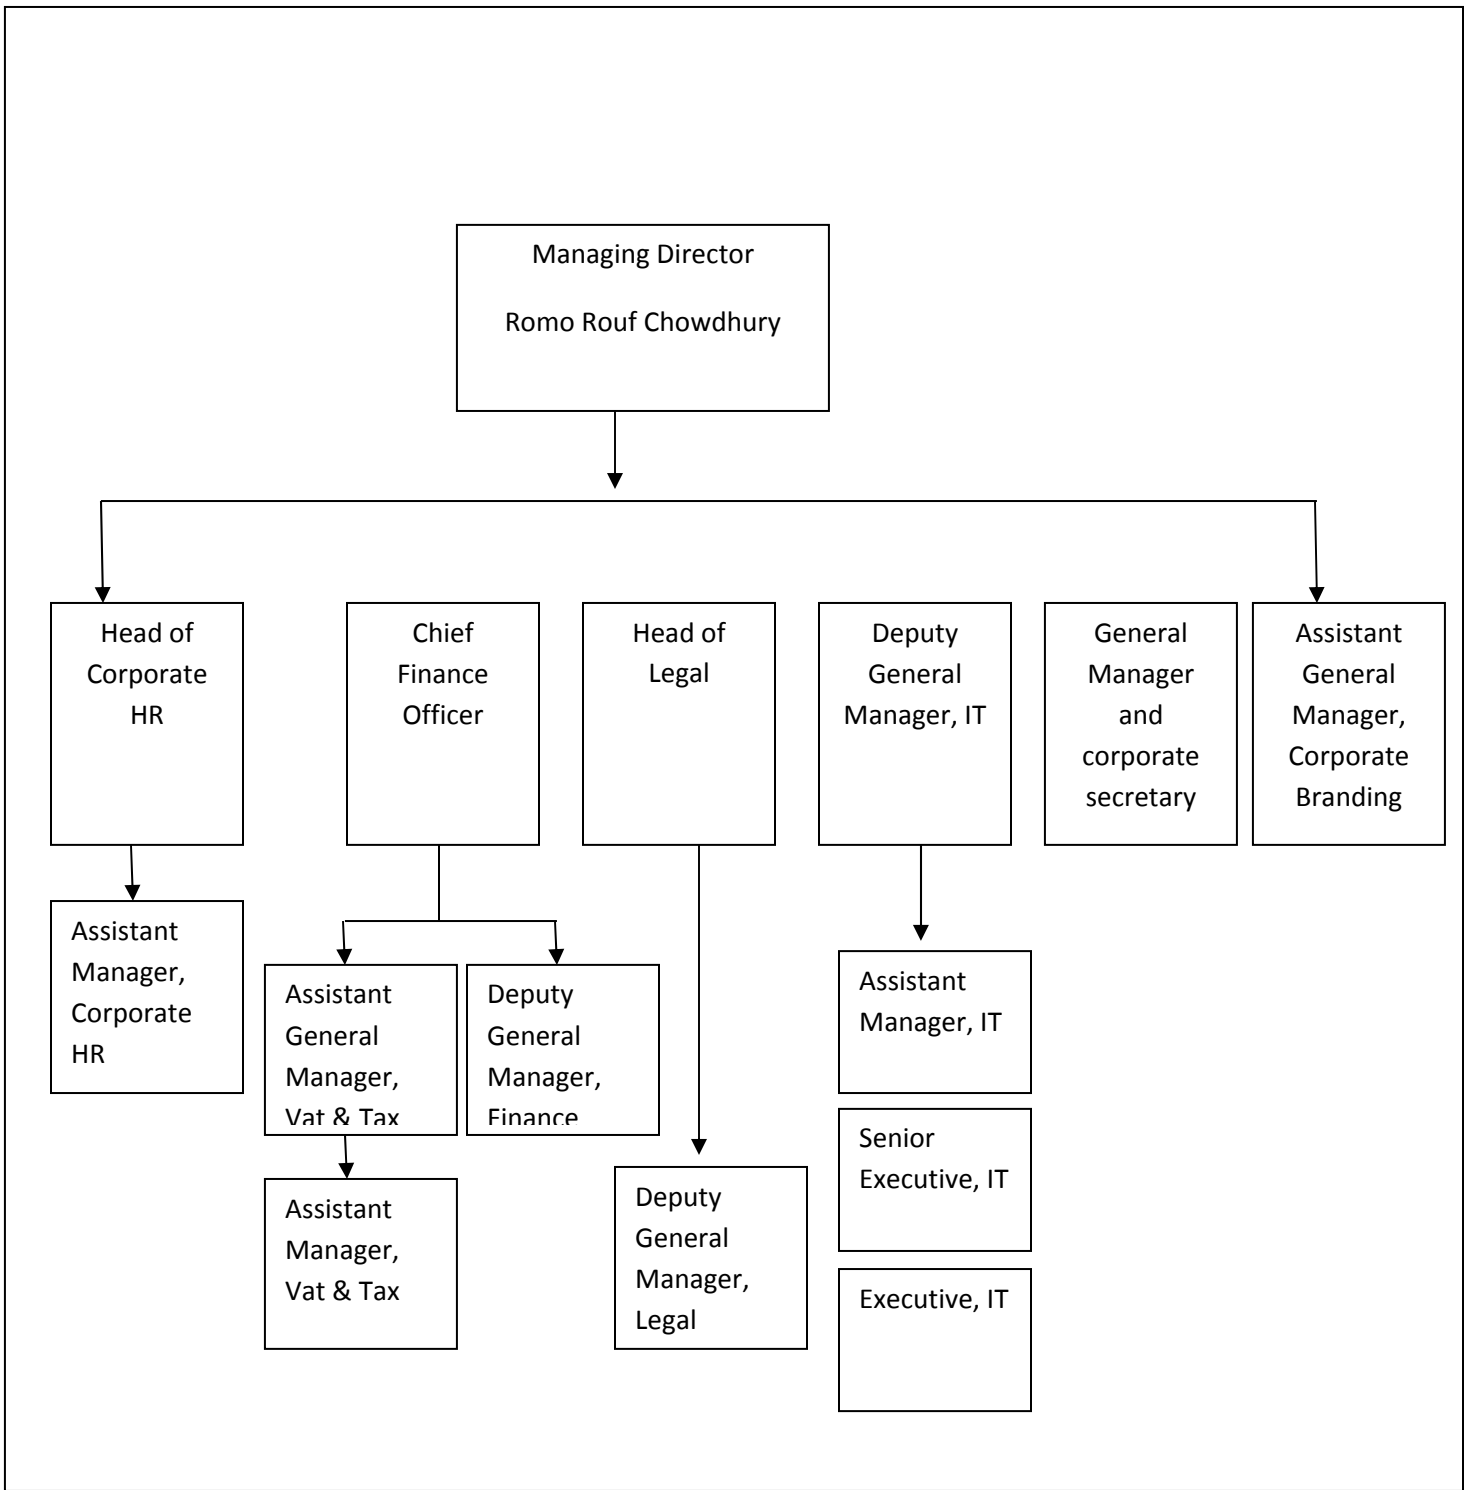 Managing Director
Romo Rouf Chowdhury
Head of
Corporate
HR
Chief
Finance
Officer
Head of
Legal
Deputy
General
Manager, IT
General
Manager
and
corporate
secretary
Assistant
General
Manager,
Corporate
Branding
Assistant
Manager,
Corporate
HR
Assistant
General
Manager,
Vat & Tax
Deputy
General
Manager,
Finance
Assistant
Manager, IT
Senior
Executive, IT
Executive, IT
Assistant
Manager,
Vat & Tax
Deputy
General
Manager,
Legal